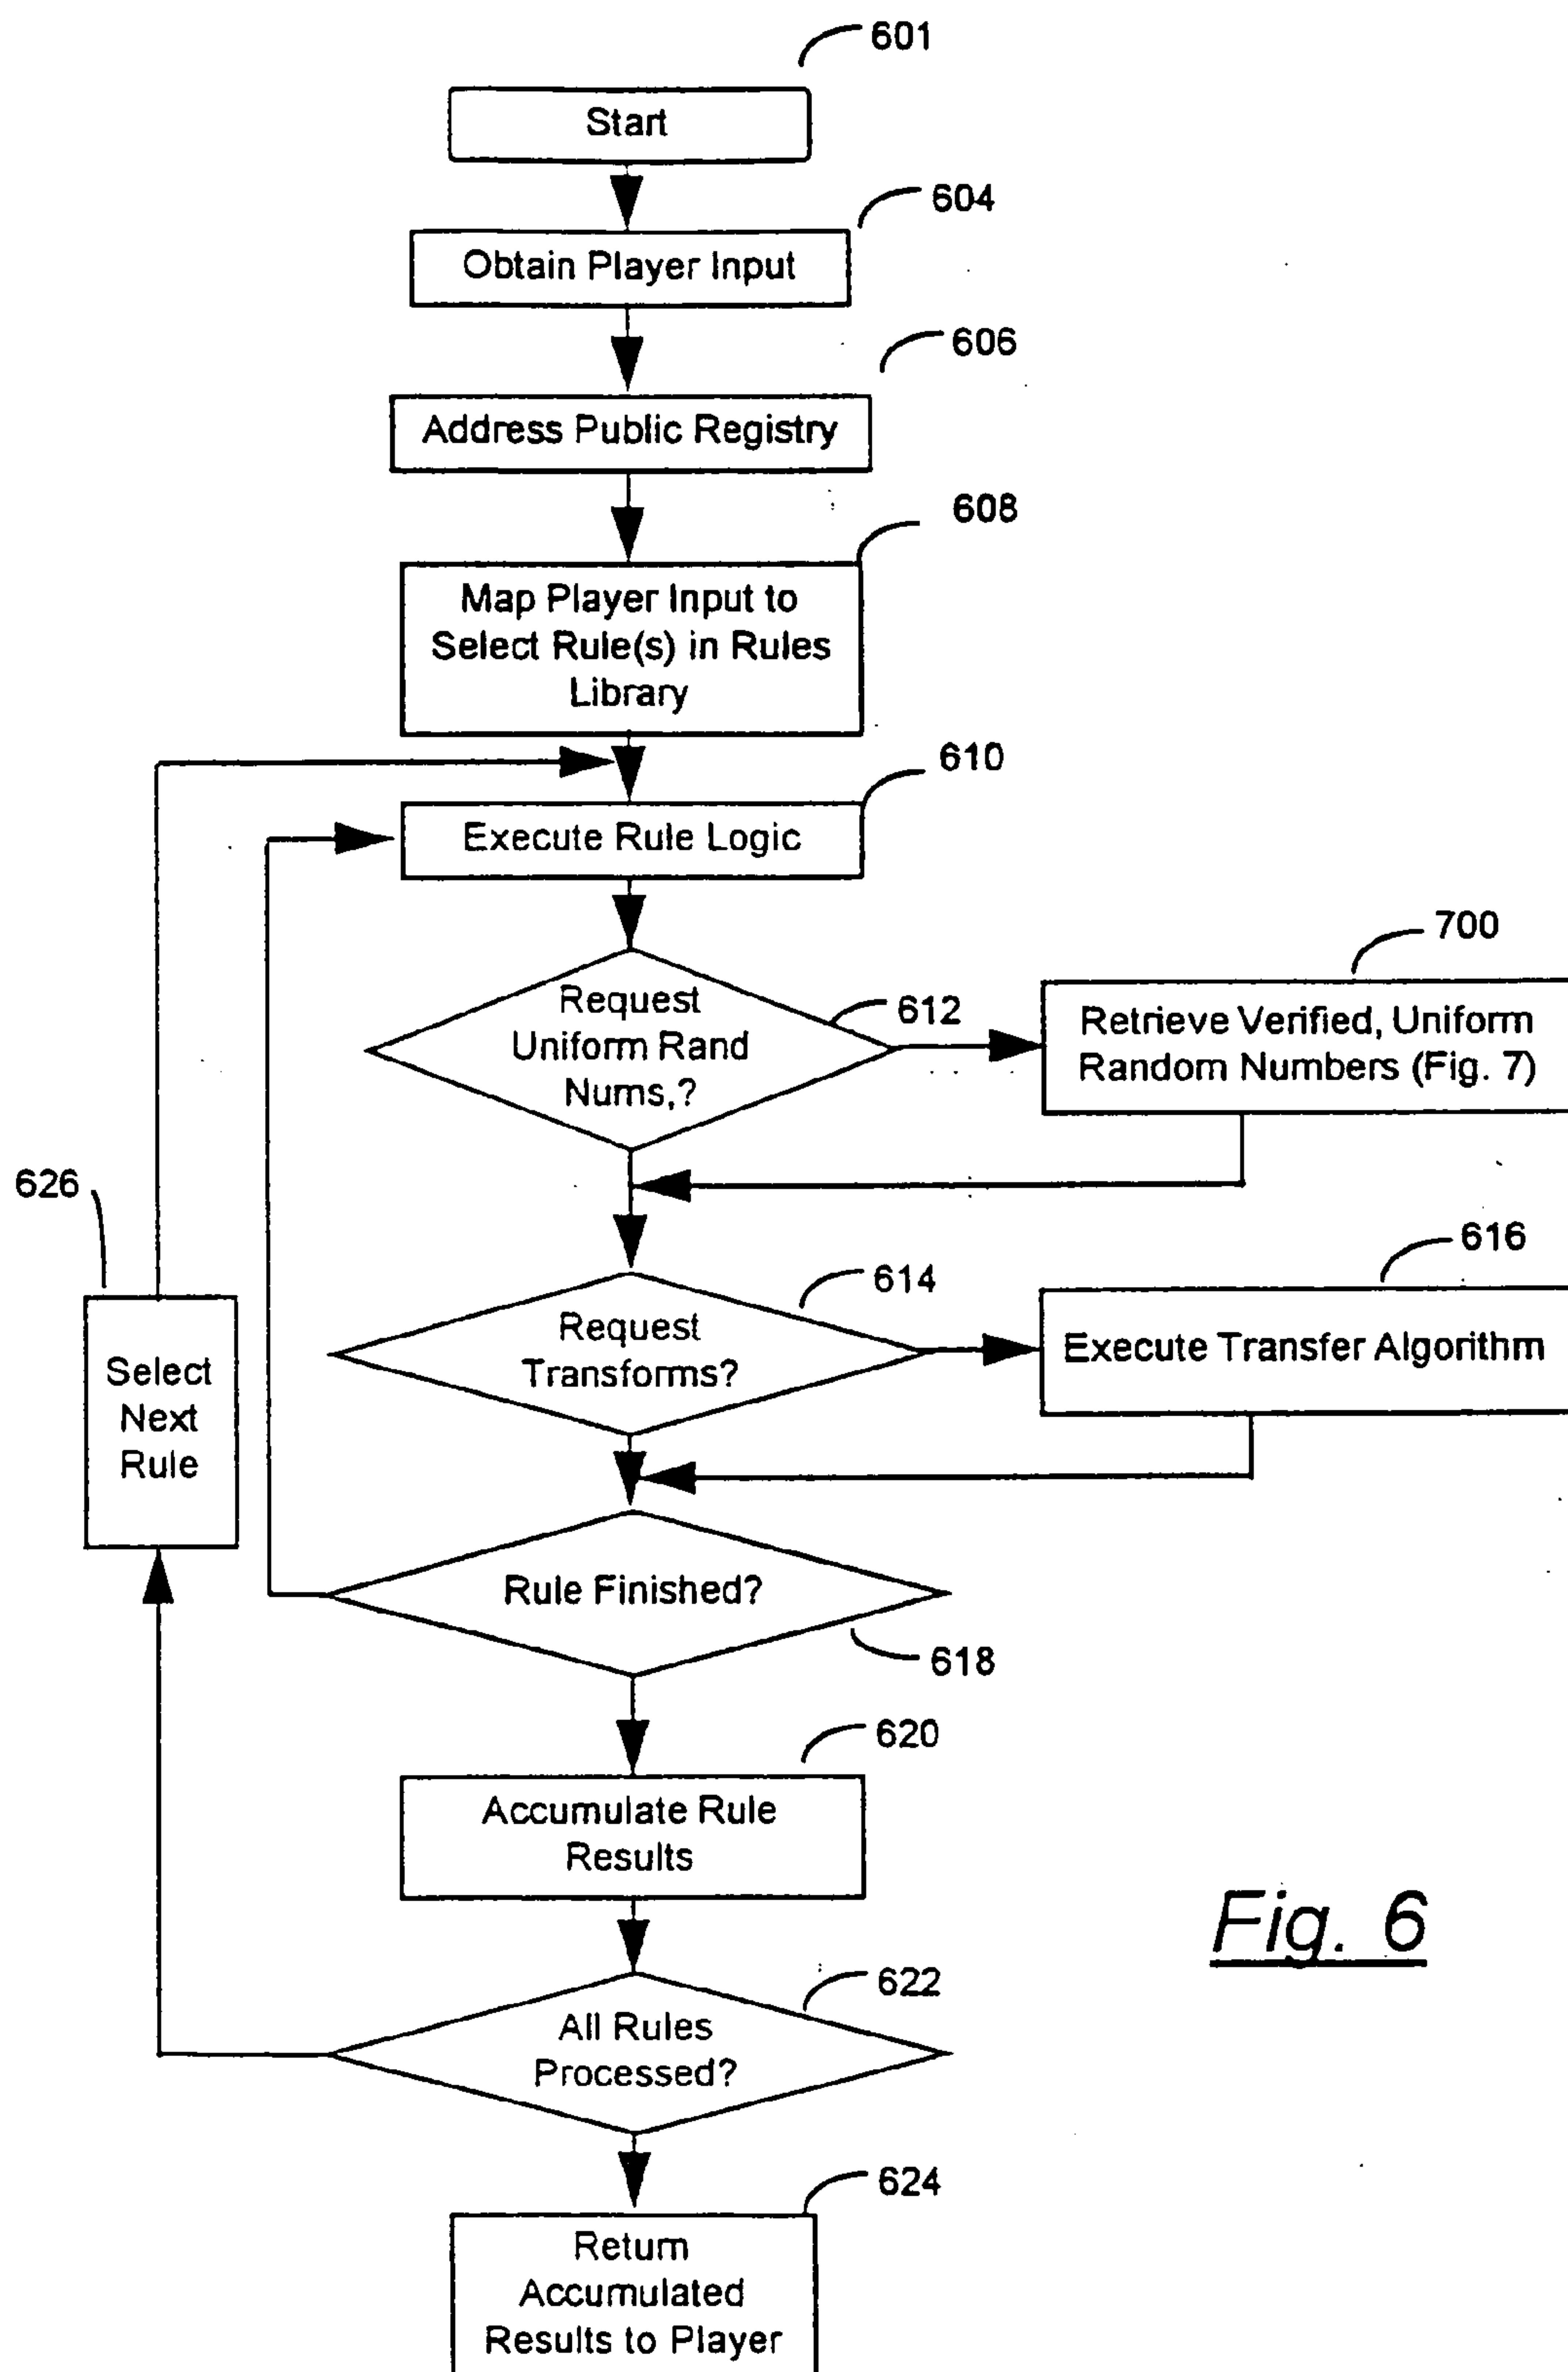 601
Start
604
Obtain Player Input
606
Address Public Registry
608
Map Player Input to
Select Rule(s) in Rules
Library
610
Execute Rule Logic
700
Request
Uniform Rand
Nums,?
612
Retrieve Verified, Uniform
Random Numbers (Fig. 7)
626
616
614
Request
Transforms?
Execute Transfer Algorithm
Select
Next
Rule
Rule Finished?
618
620
Accumulate Rule
Results
Fig. 6
622
All Rules
Processed?
624
Return
Accumulated
Results to Player